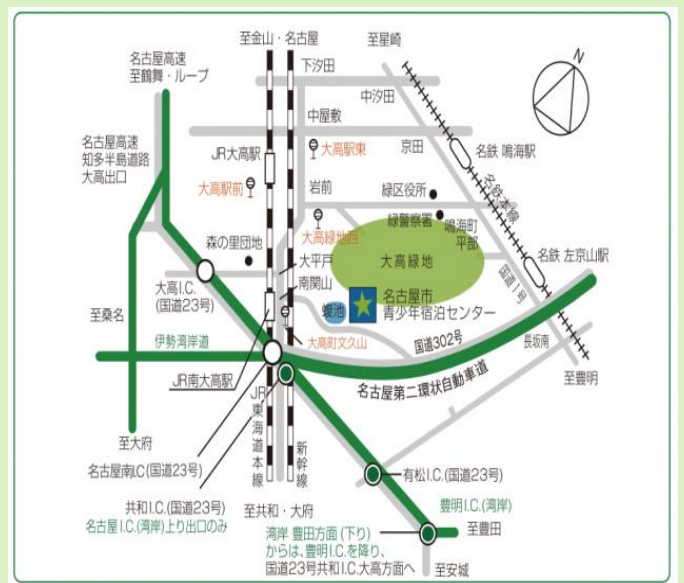 至金山・名古屋
至星崎
N
名古屋高速
至鶴舞・ループ
下汐田
中汐田
中屋敷
名古屋高速
知多半島道路
大高出口
JR大高駅
大高駅東
京田
名鉄 鳴海駅
名鉄本線
大高駅前
岩前
緑区役所
緑警察署
鳴海町
平部
大高緑地西
森の里団地
大平戸
大高緑地
名鉄 左京山駅
国道1号
大高I.C.
(国道23号)
南関山
蝮池
名古屋市
青少年宿泊センター
至桑名
伊勢湾岸道
大高町文久山
国道302号
長坂南
名古屋第二環状自動車道
至豊明
JR南大高駅
至大府
JR東海道本線
新幹線
名古屋南I.C(国道23号)
有松I.C.(国道23号)
共和I.C.(国道23号)
名古屋I.C.(湾岸)上り出口のみ
至共和・大府
豊明I.C.(湾岸)
至豊田
湾岸 豊田方面(下り)
からは、豊明I.C.を降り、
国道23号共和I.C.大高方面へ
至安城